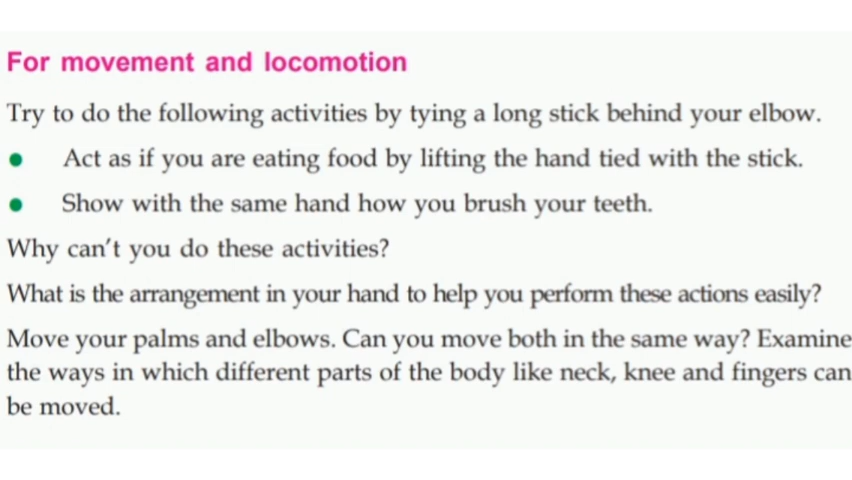 For movement and locomotion
Try to do the following activities by tying a long stick behind your elbow.
● Act as if you are eating food by lifting the hand tied with the stick.
● Show with the same hand how you brush your teeth.
Why can't you do these activities?
What is the arrangement in your hand to help you perform these actions easily?
Move your palms and elbows. Can you move both in the same way? Examine
the ways in which different parts of the body like neck, knee and fingers can
be moved.